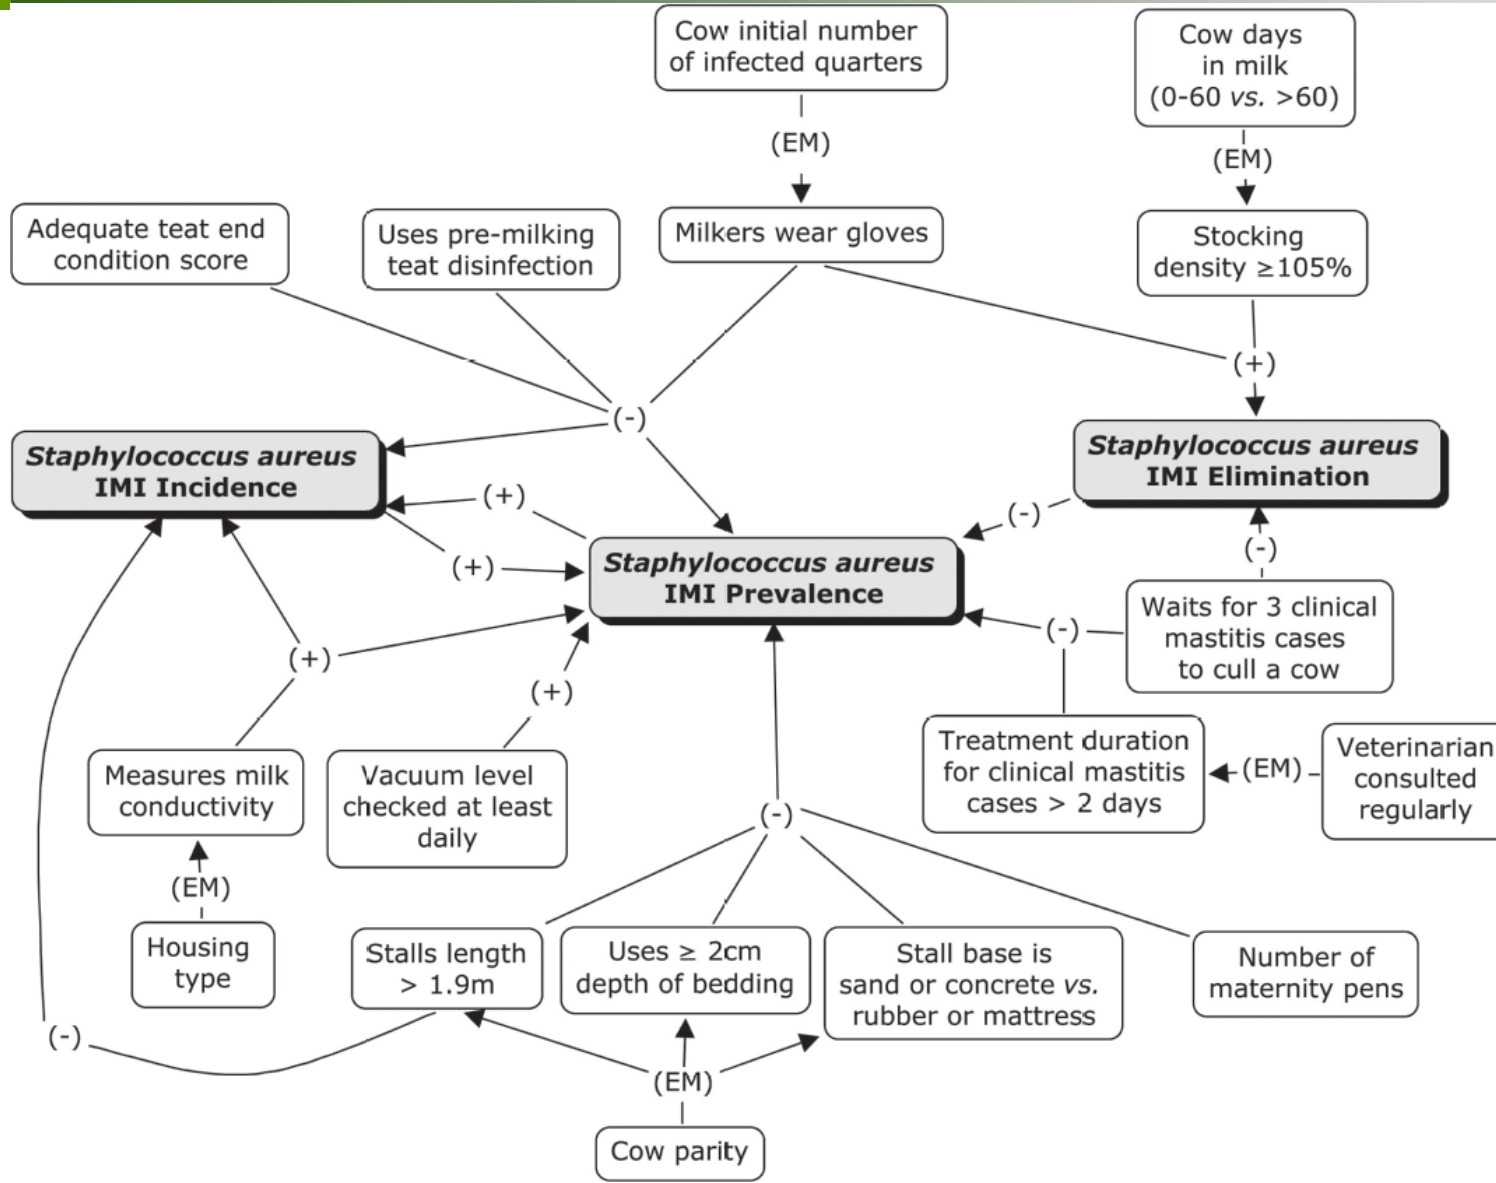 Cow initial number
of infected quarters
Cow days
in milk
(0-60 vs. >60)
(EM)
(EM)
Adequate teat end
condition score
Uses pre-milking
teat disinfection
Milkers wear gloves
Stocking
density ≥105%
(+)
(-)
Staphylococcus aureus
IMI Incidence
Staphylococcus aureus
IMI Elimination
(+)
(-)
(+)
Staphylococcus aureus
IMI Prevalence
(-)
Waits for 3 clinical
mastitis cases
to cull a cow
(-)
(+)
(+)
Measures milk
conductivity
Vacuum level
checked at least
daily
Treatment duration
for clinical mastitis
cases > 2 days
(EM)
Veterinarian
consulted
regularly
(-)
(EM)
Housing
type
Stalls length
> 1.9m
Uses ≥ 2cm
depth of bedding
Stall base is
sand or concrete vs.
rubber or mattress
Number of
maternity pens
(-)
(EM)
Cow parity